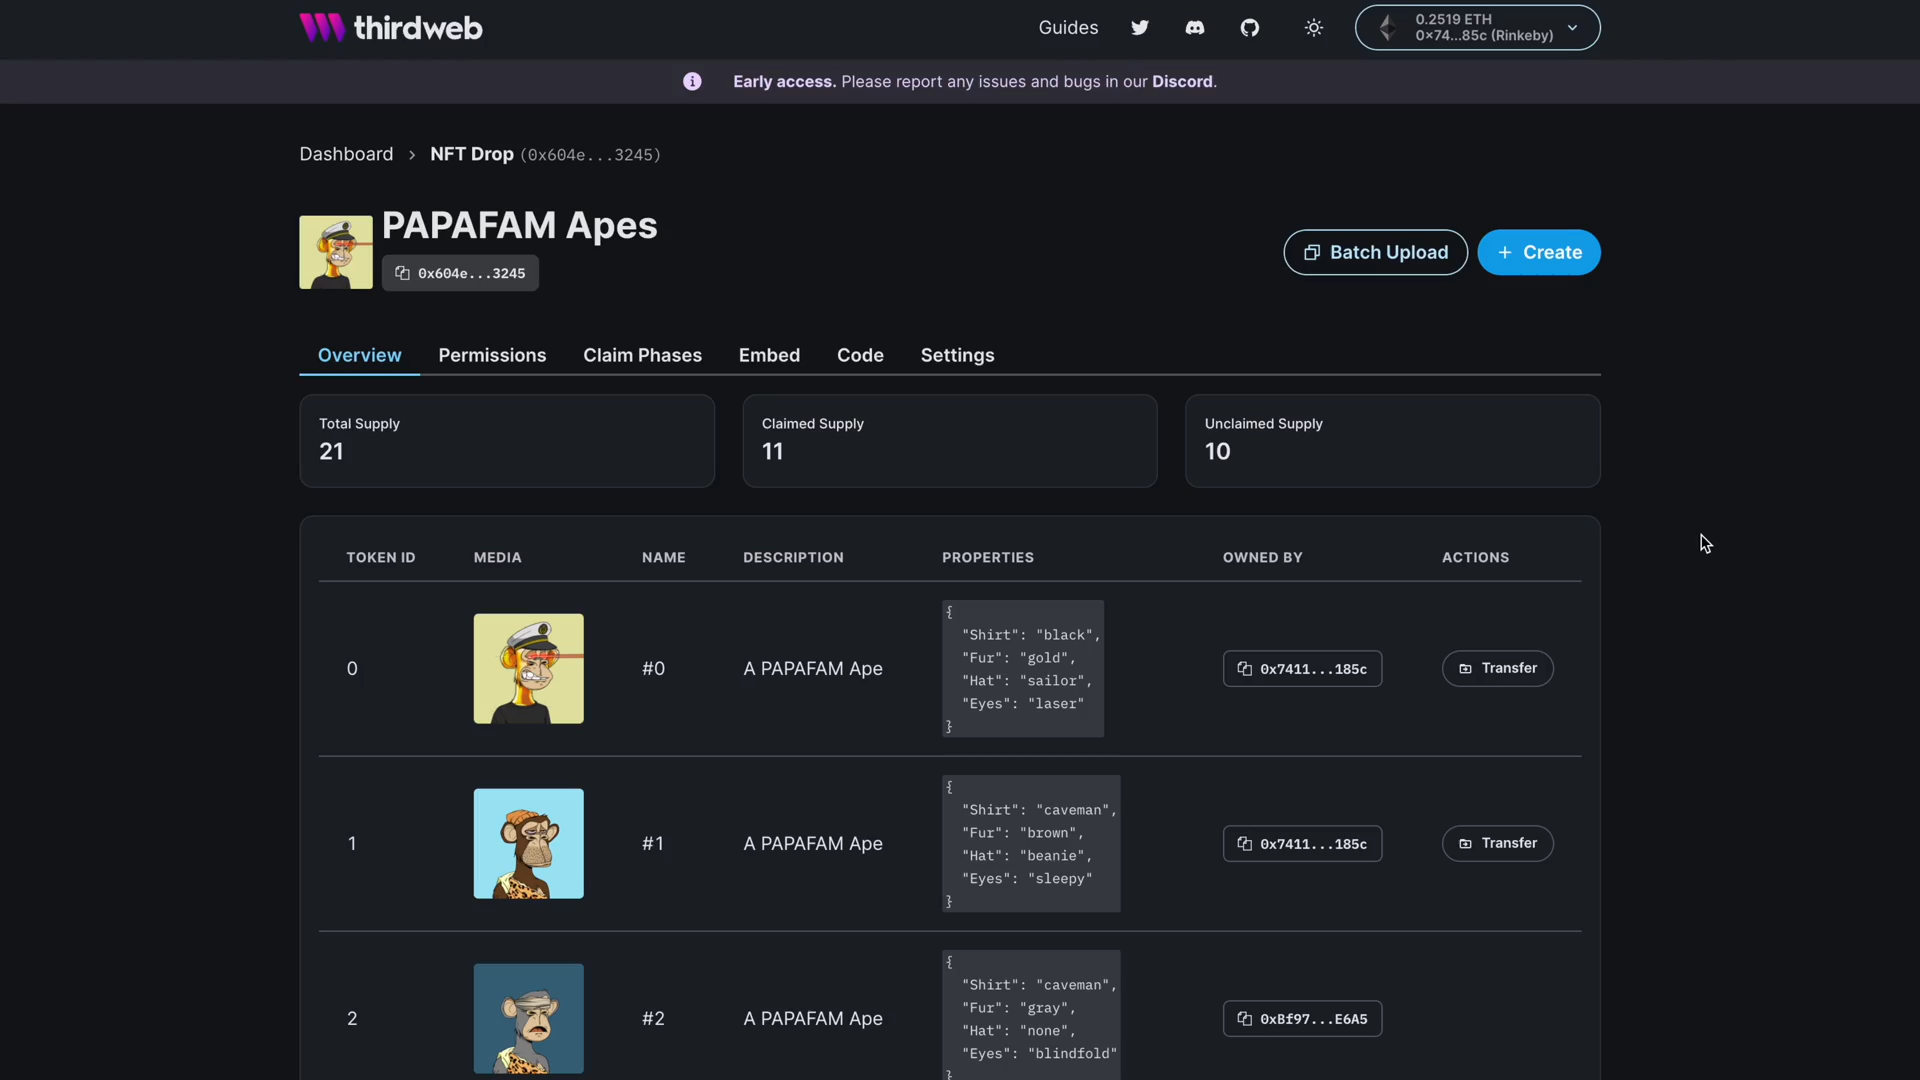 thirdweb
Guides
0.2519 ETH
0x74...85c (Rinkeby)
Early access. Please report any issues and bugs in our Discord.
Dashboard › NFT Drop (0x604e...3245)
PAPAFAM Apes
0x604e...3245
Batch Upload
+ Create
Overview Permissions Claim Phases Embed Code Settings
Total Supply
21
Claimed Supply
11
Unclaimed Supply
10
TOKEN ID MEDIA NAME DESCRIPTION PROPERTIES OWNED BY ACTIONS
0 #0 A PAPAFAM Ape
{
"Shirt": "black",
"Fur": "gold",
"Hat": "sailor",
"Eyes": "laser"
}
0x7411...185c Transfer
1 #1 A PAPAFAM Ape
{
"Shirt": "caveman",
"Fur": "brown",
"Hat": "beanie",
"Eyes": "sleepy"
}
0x7411...185c Transfer
2 #2 A PAPAFAM Ape
{
"Shirt": "caveman",
"Fur": "gray",
"Hat": "none",
"Eyes": "blindfold"
}
0xBf97...E6A5